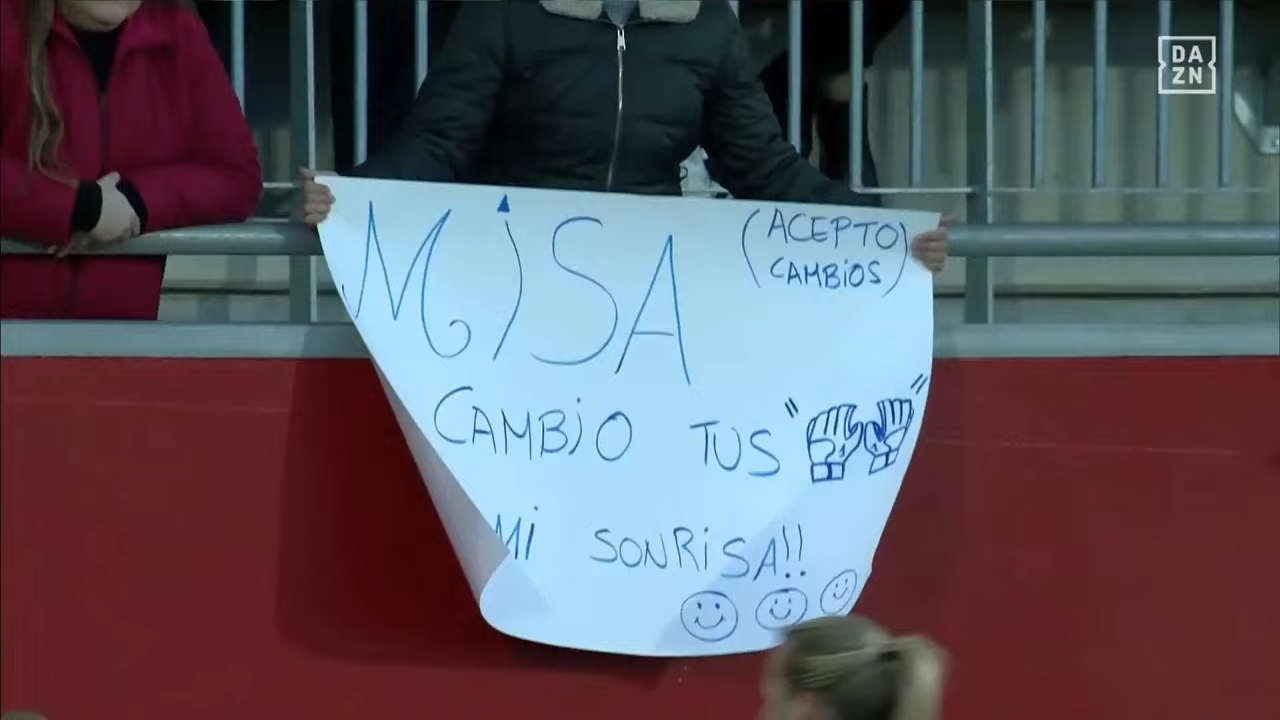 DAZN
MiSA
(ACEPTO
CAMBIOS)
CAMBIO TUS " "
Mi SONRiSA!!